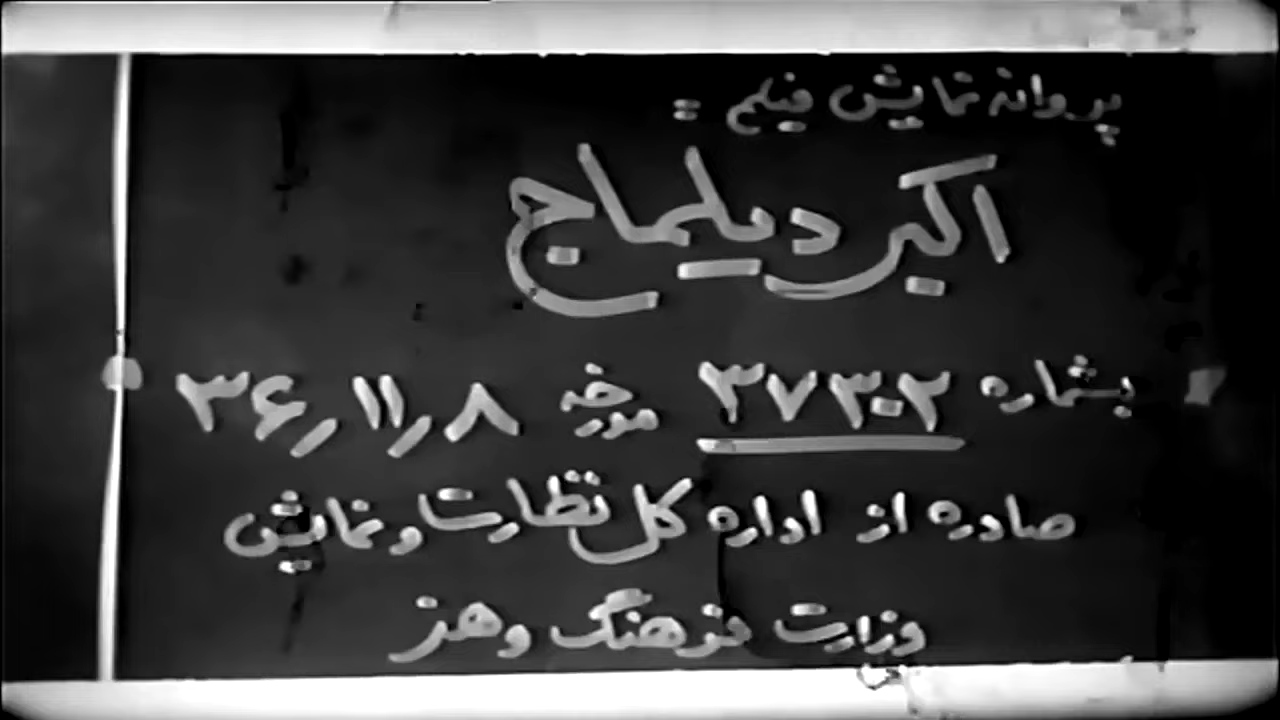 پروانه نمایش فیلم =
اکبر دیلماج
بشماره ۳۷۳۰۲ مورخه ۳۶٫۱۱٫۸
صادره از اداره کل نظارت و نمایش
وزارت فرهنگ و هنر